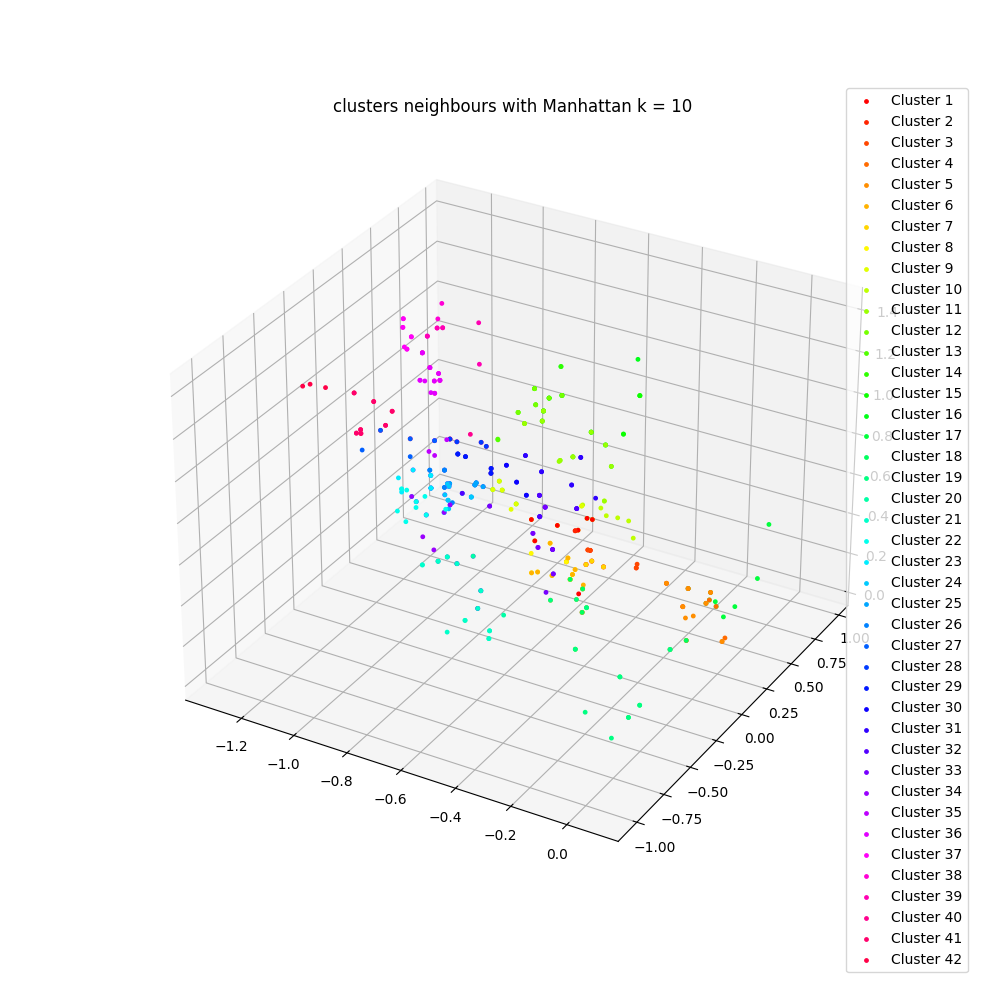 clusters neighbours with Manhattan k = 10
Cluster 1
Cluster 2
Cluster 3
Cluster 4
Cluster 5
Cluster 6
Cluster 7
Cluster 8
Cluster 9
Cluster 10
Cluster 11
Cluster 12
Cluster 13
Cluster 14
Cluster 15
Cluster 16
Cluster 17
Cluster 18
Cluster 19
Cluster 20
Cluster 21
Cluster 22
Cluster 23
Cluster 24
Cluster 25
Cluster 26
Cluster 27
Cluster 28
Cluster 29
Cluster 30
Cluster 31
Cluster 32
Cluster 33
Cluster 34
Cluster 35
Cluster 36
Cluster 37
Cluster 38
Cluster 39
Cluster 40
Cluster 41
Cluster 42
1.4
1.2
1.0
0.8
0.6
0.4
0.2
0.0
1.00
0.75
0.50
0.25
0.00
−0.25
−0.50
−0.75
−1.00
−1.2
−1.0
−0.8
−0.6
−0.4
−0.2
0.0